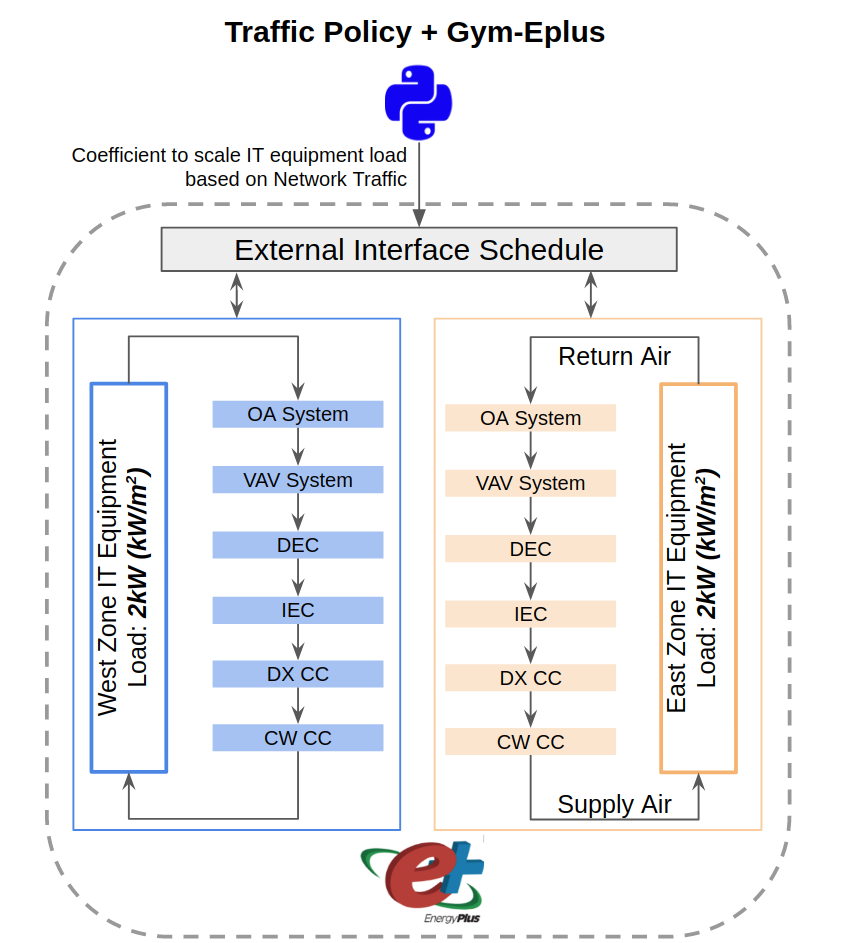 Traffic Policy + Gym-Eplus
Coefficient to scale IT equipment load
based on Network Traffic
External Interface Schedule
West Zone IT Equipment
Load: 2kW (kW/m²)
OA System
VAV System
DEC
IEC
DX CC
CW CC
Return Air
OA System
VAV System
DEC
IEC
DX CC
CW CC
Supply Air
East Zone IT Equipment
Load: 2kW (kW/m²)
e+
EnergyPlus